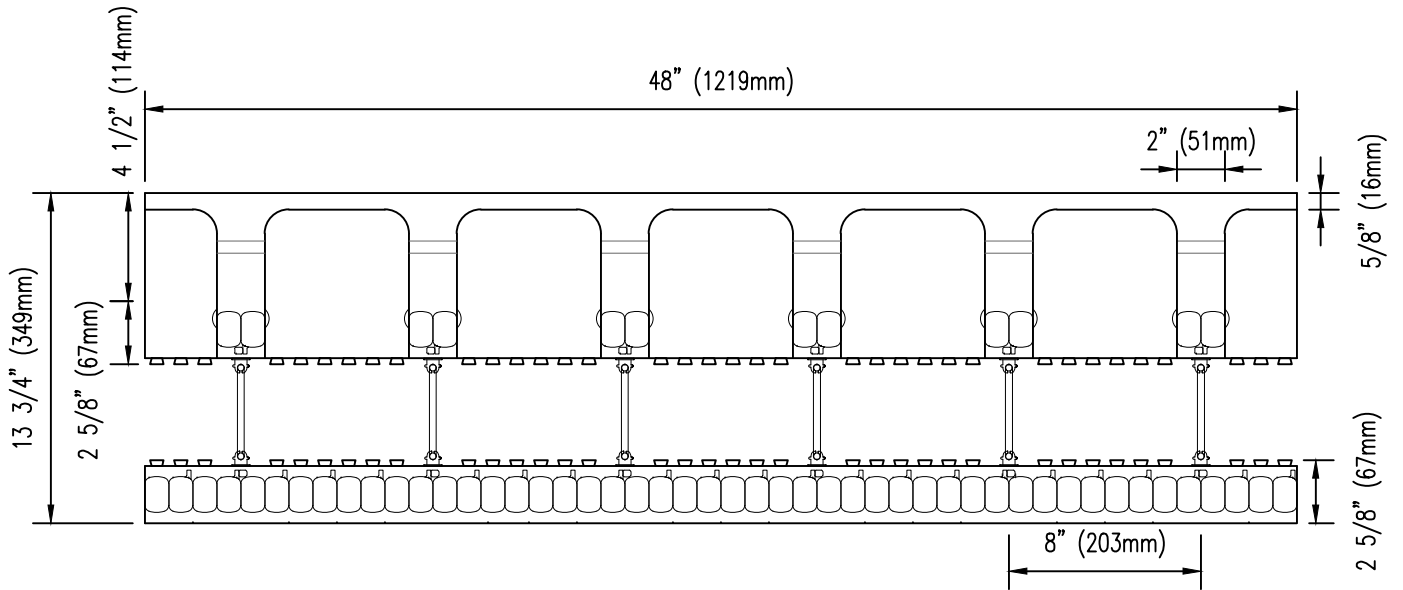 48” (1219mm)
4 1/2” (114mm)
2” (51mm)
5/8” (16mm)
13 3/4” (349mm)
2 5/8” (67mm)
2 5/8” (67mm)
8” (203mm)